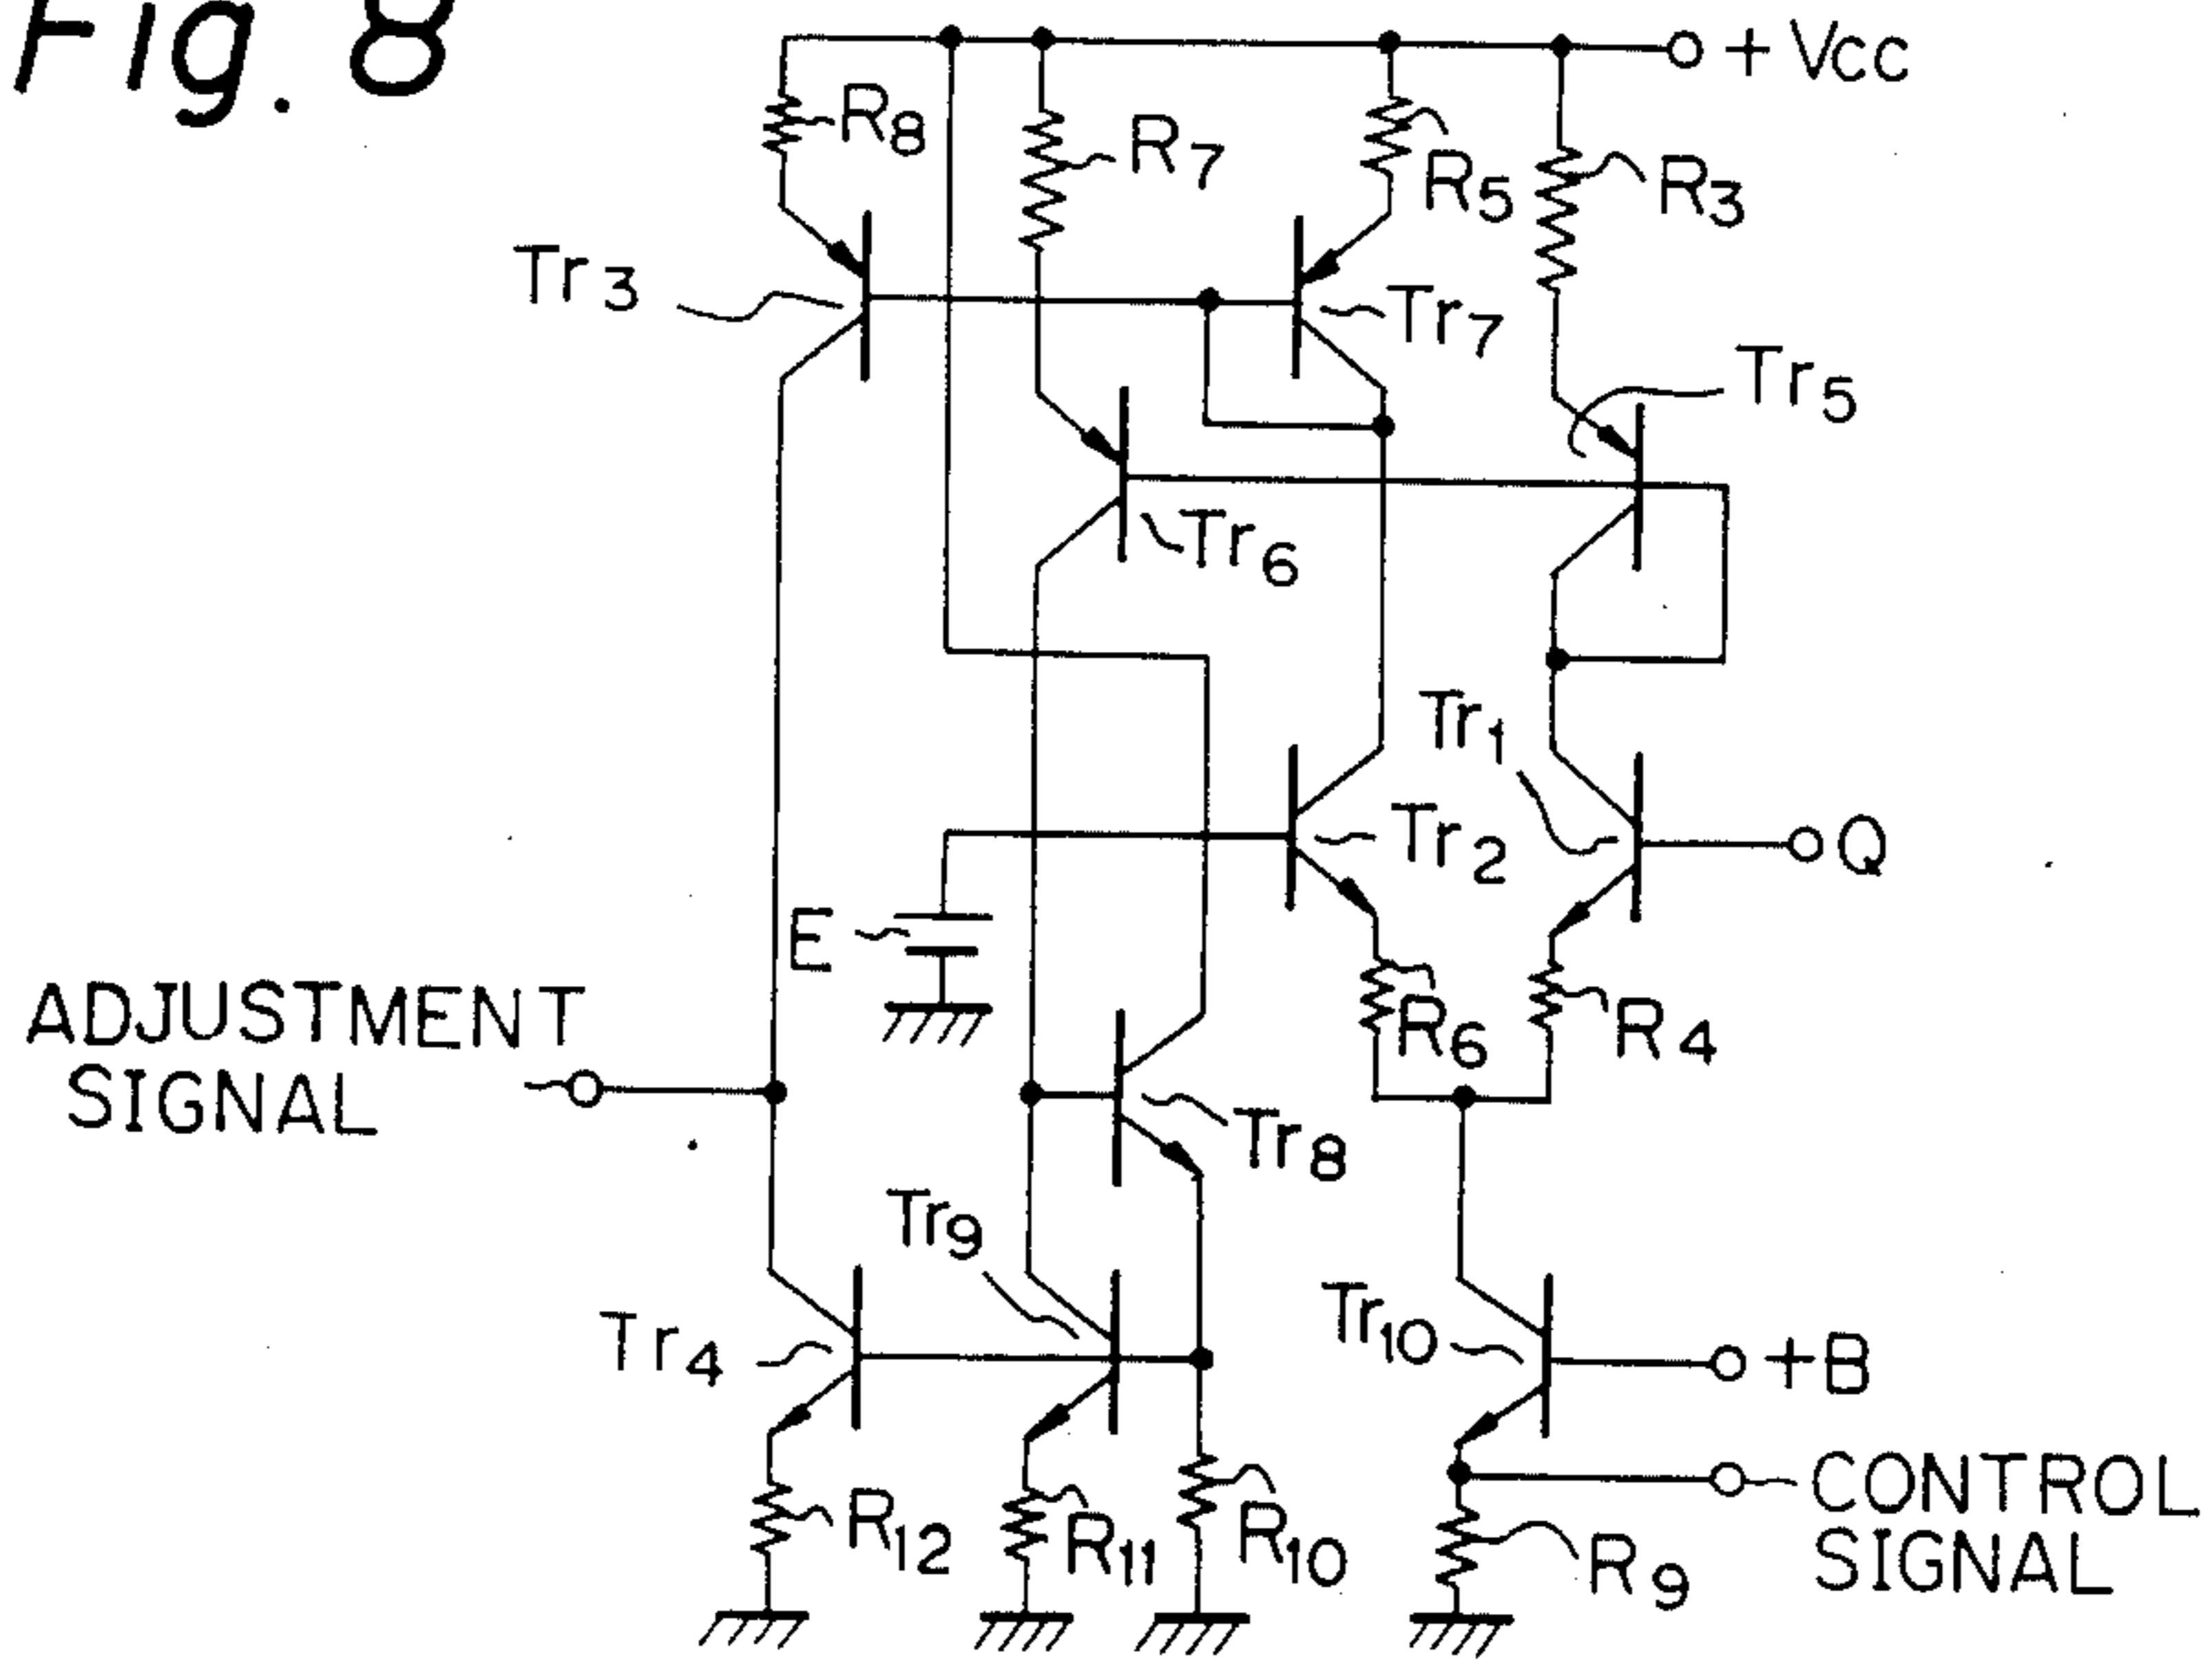 Fig. 8
+Vcc
R8
R7
R5
R3
Tr3
Tr7
Tr5
Tr6
Tr1
Tr2
Q
E
R6
R4
ADJUSTMENT
SIGNAL
Tr8
Tr9
Tr10
Tr4
+B
CONTROL
SIGNAL
R12
R11
R10
R9